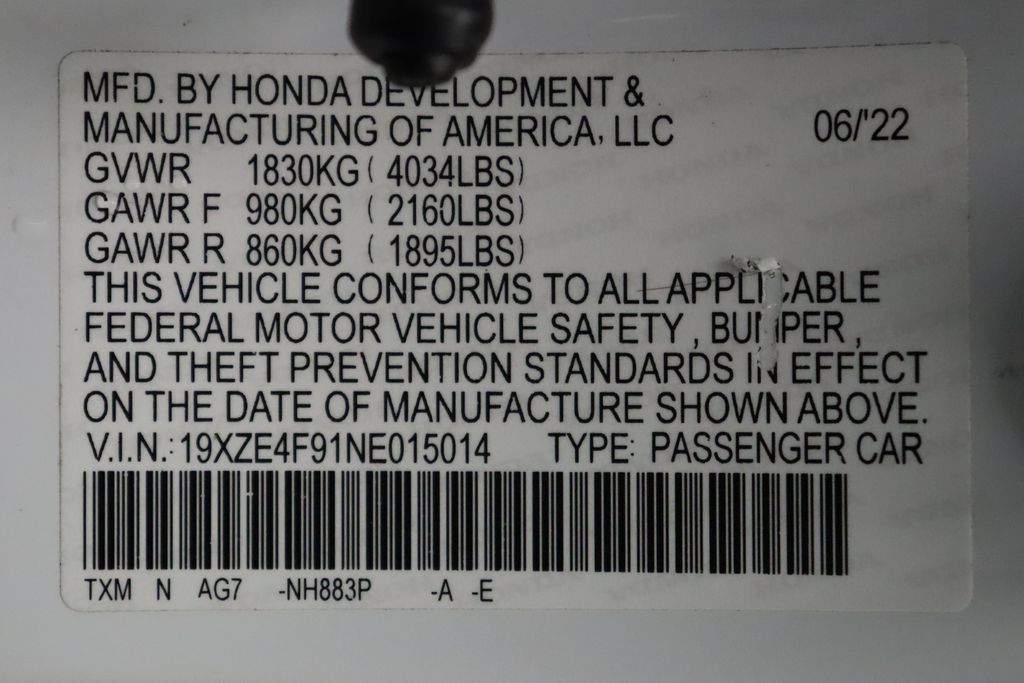 MFD. BY HONDA DEVELOPMENT &
MANUFACTURING OF AMERICA, LLC 06/'22
GVWR 1830KG ( 4034LBS)
GAWR F 980KG ( 2160LBS)
GAWR R 860KG ( 1895LBS)
THIS VEHICLE CONFORMS TO ALL APPLICABLE
FEDERAL MOTOR VEHICLE SAFETY , BUMPER ,
AND THEFT PREVENTION STANDARDS IN EFFECT
ON THE DATE OF MANUFACTURE SHOWN ABOVE.
V.I.N.: 19XZE4F91NE015014 TYPE: PASSENGER CAR
TXM N AG7 -NH883P -A -E